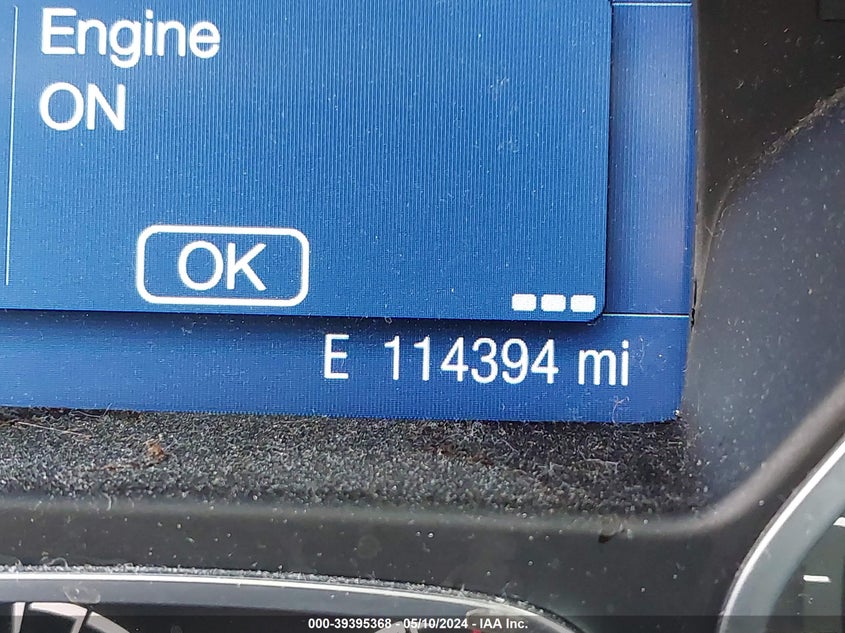 Engine
ON
OK
E 114394 mi
000-39395368 - 05/10/2024 - IAA Inc.